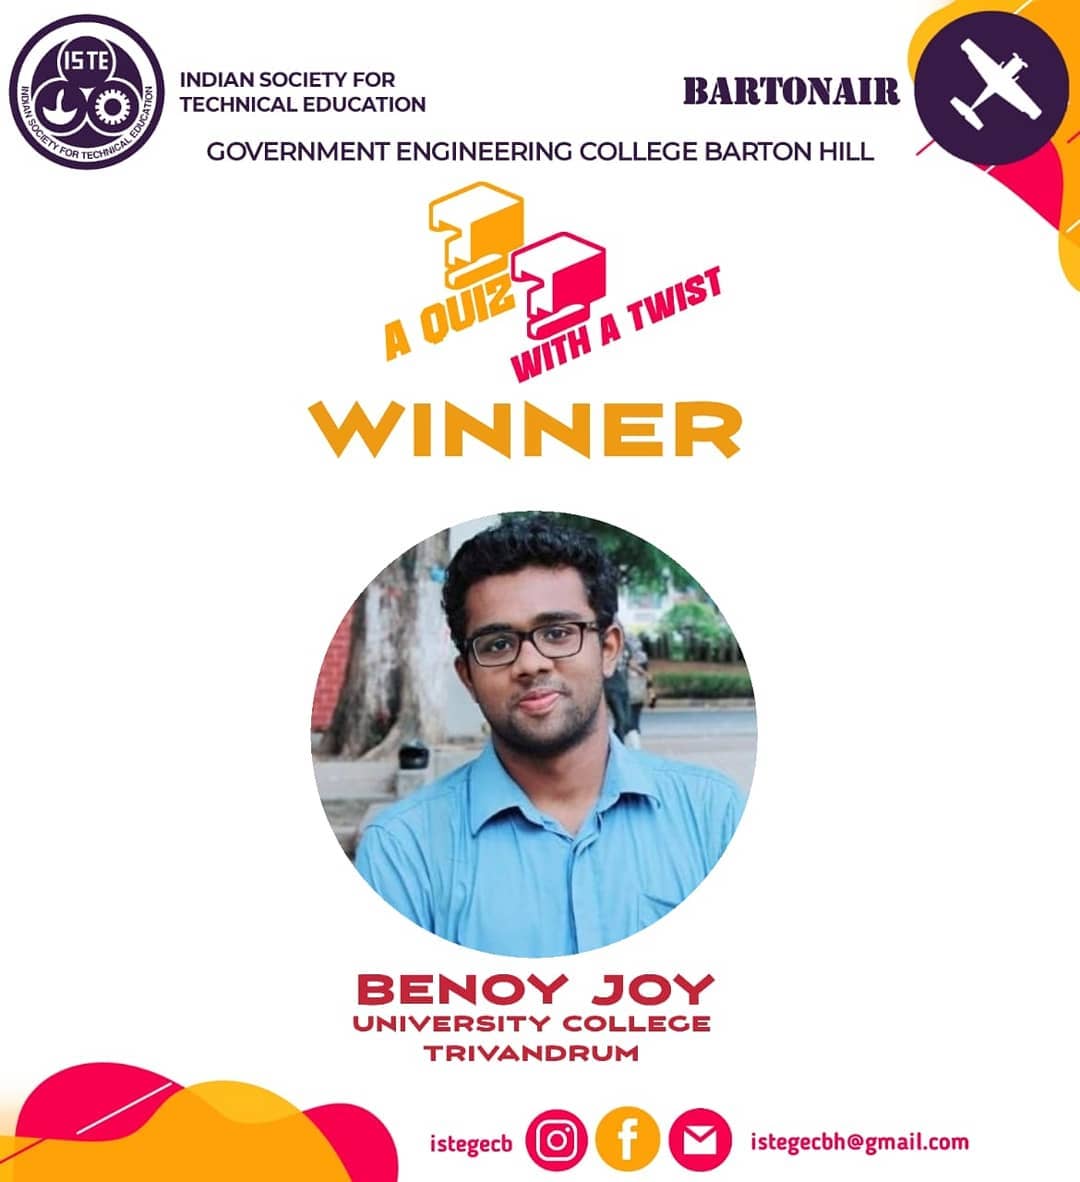 ISTE
INDIAN SOCIETY FOR TECHNICAL EDUCATION
INDIAN SOCIETY FOR
TECHNICAL EDUCATION
BARTONAIR
GOVERNMENT ENGINEERING COLLEGE BARTON HILL
A QUIZ
WITH A TWIST
WINNER
BENOY JOY
UNIVERSITY COLLEGE
TRIVANDRUM
istegecb
istegecbh@gmail.com